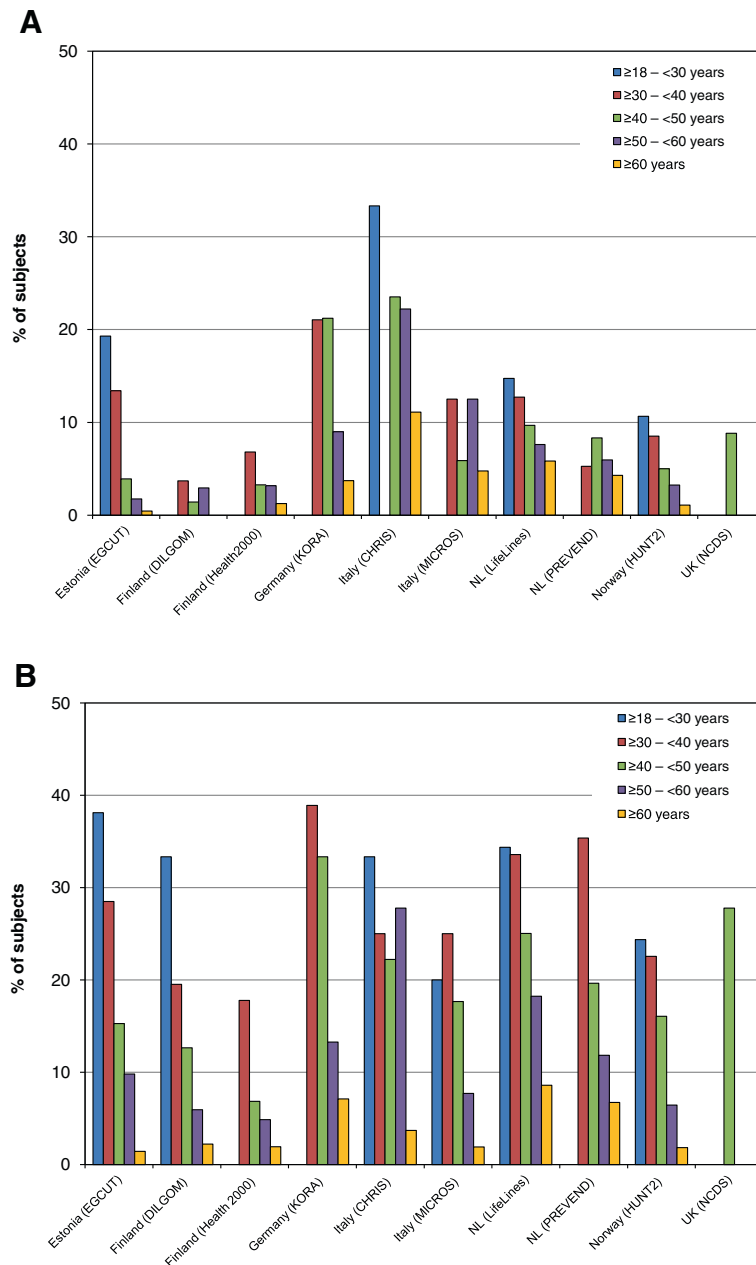 A
50
40
30
20
10
0
% of subjects
≥18 – <30 years
≥30 – <40 years
≥40 – <50 years
≥50 – <60 years
≥60 years
Estonia (EGCUT)
Finland (DILGOM)
Finland (Health2000)
Germany (KORA)
Italy (CHRIS)
Italy (MICROS)
NL (LifeLines)
NL (PREVEND)
Norway (HUNT2)
UK (NCDS)
B
50
40
30
20
10
0
% of subjects
≥18 – <30 years
≥30 – <40 years
≥40 – <50 years
≥50 – <60 years
≥60 years
Estonia (EGCUT)
Finland (DILGOM)
Finland (Health 2000)
Germany (KORA)
Italy (CHRIS)
Italy (MICROS)
NL (LifeLines)
NL (PREVEND)
Norway (HUNT2)
UK (NCDS)